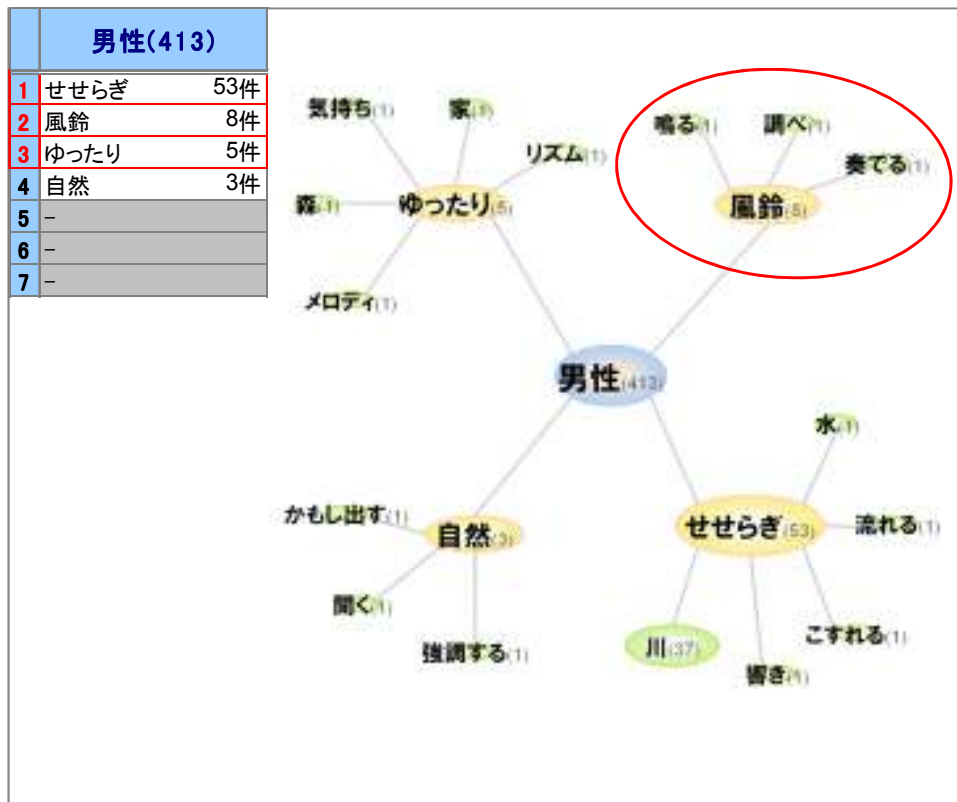 男性(413)
1 せせらぎ 53件
2 風鈴 8件
3 ゆったり 5件
4 自然 3件
5 -
6 -
7 -
気持ち(1)
家(1)
リズム(1)
森(1)
ゆったり(5)
メロディ(1)
鳴る(1)
調べ(1)
奏でる(1)
風鈴(8)
男性(413)
水(1)
かもし出す(1)
自然(3)
せせらぎ(53)
流れる(1)
聞く(1)
強調する(1)
川(37)
響き(1)
こすれる(1)